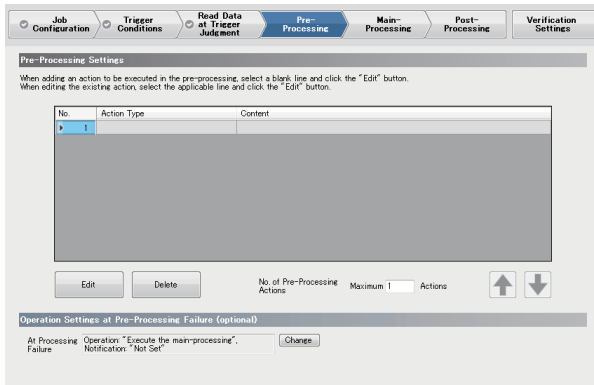 Job Configuration
Trigger Conditions
Read Data at Trigger Judgment
Pre-Processing
Main-Processing
Post-Processing
Verification Settings
Pre-Processing Settings
When adding an action to be executed in the pre-processing, select a blank line and click the "Edit" button.
When editing the existing action, select the applicable line and click the "Edit" button.
No. Action Type Content
1
Edit Delete No. of Pre-Processing Actions Maximum 1 Actions
Operation Settings at Pre-Processing Failure (optional)
At Processing Failure Operation: "Execute the main-processing", Change
Notification: "Not Set"